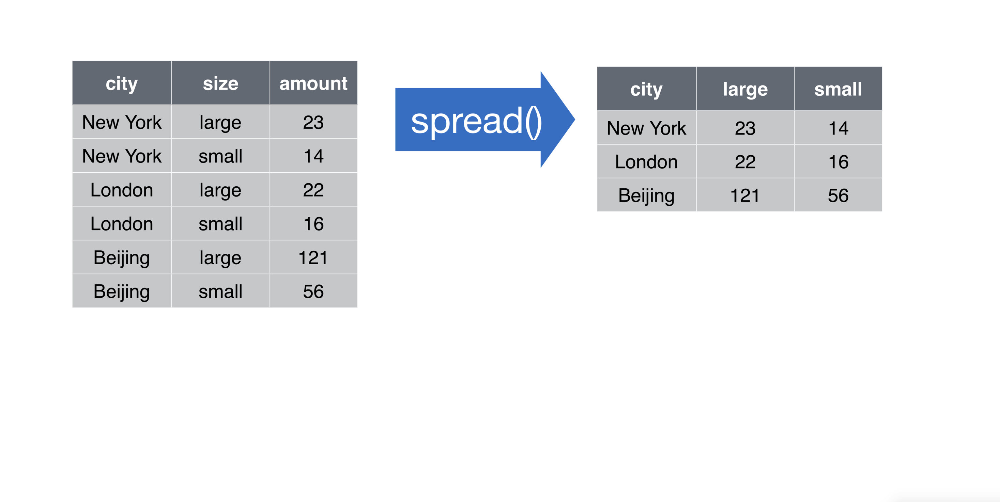 city size amount
New York large 23
New York small 14
London large 22
London small 16
Beijing large 121
Beijing small 56
spread()
city large small
New York 23 14
London 22 16
Beijing 121 56